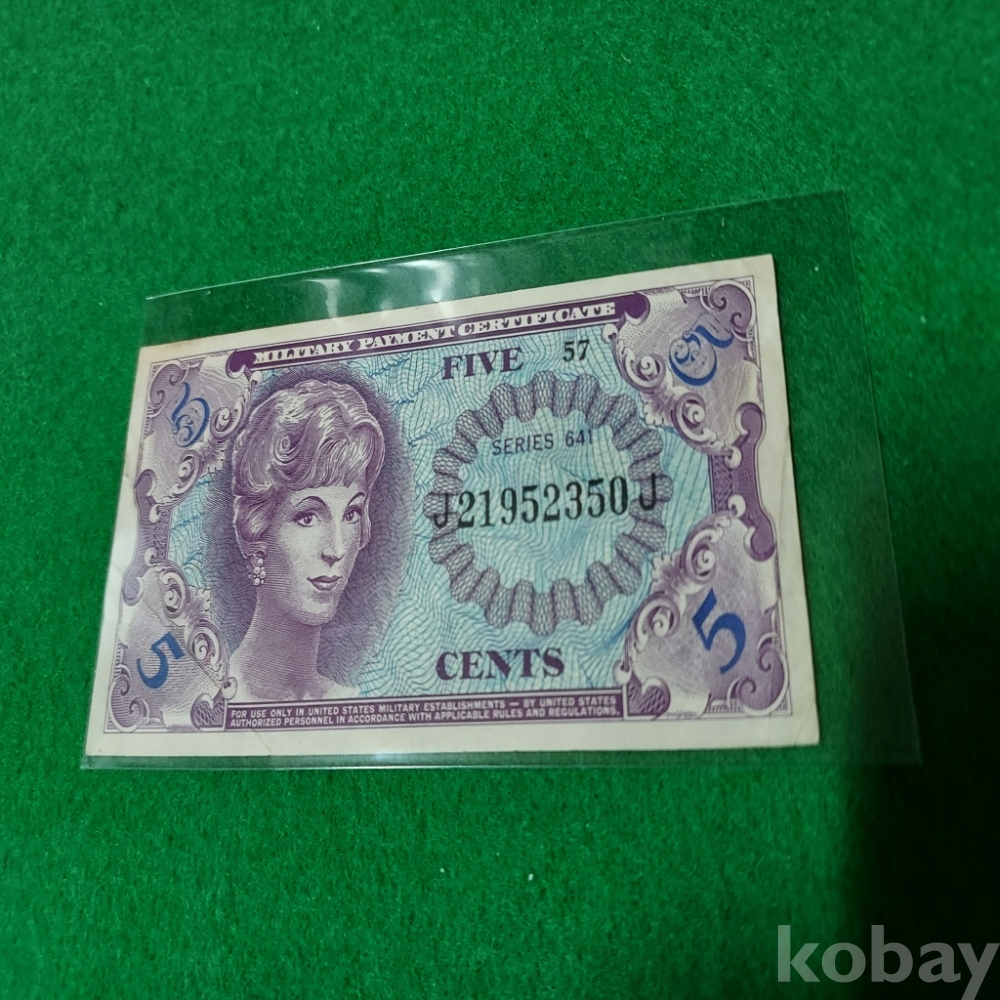 MILITARY PAYMENT CERTIFICATE
5
FIVE
57
5
SERIES 641
J21952350J
5
CENTS
5
FOR USE ONLY IN UNITED STATES MILITARY ESTABLISHMENTS — BY UNITED STATES
AUTHORIZED PERSONNEL IN ACCORDANCE WITH APPLICABLE RULES AND REGULATIONS.
kobay